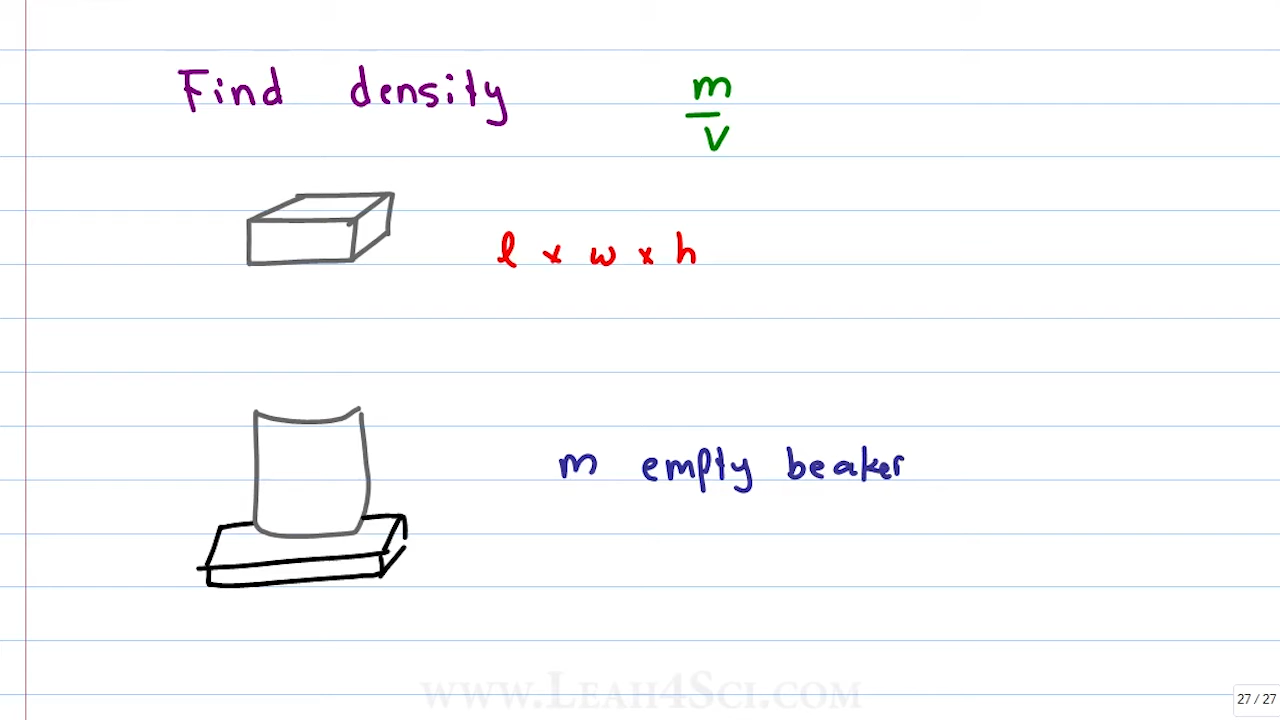 Find density
m
v
l x w x h
m empty beaker
www.Leah4Sci.com
27 / 27